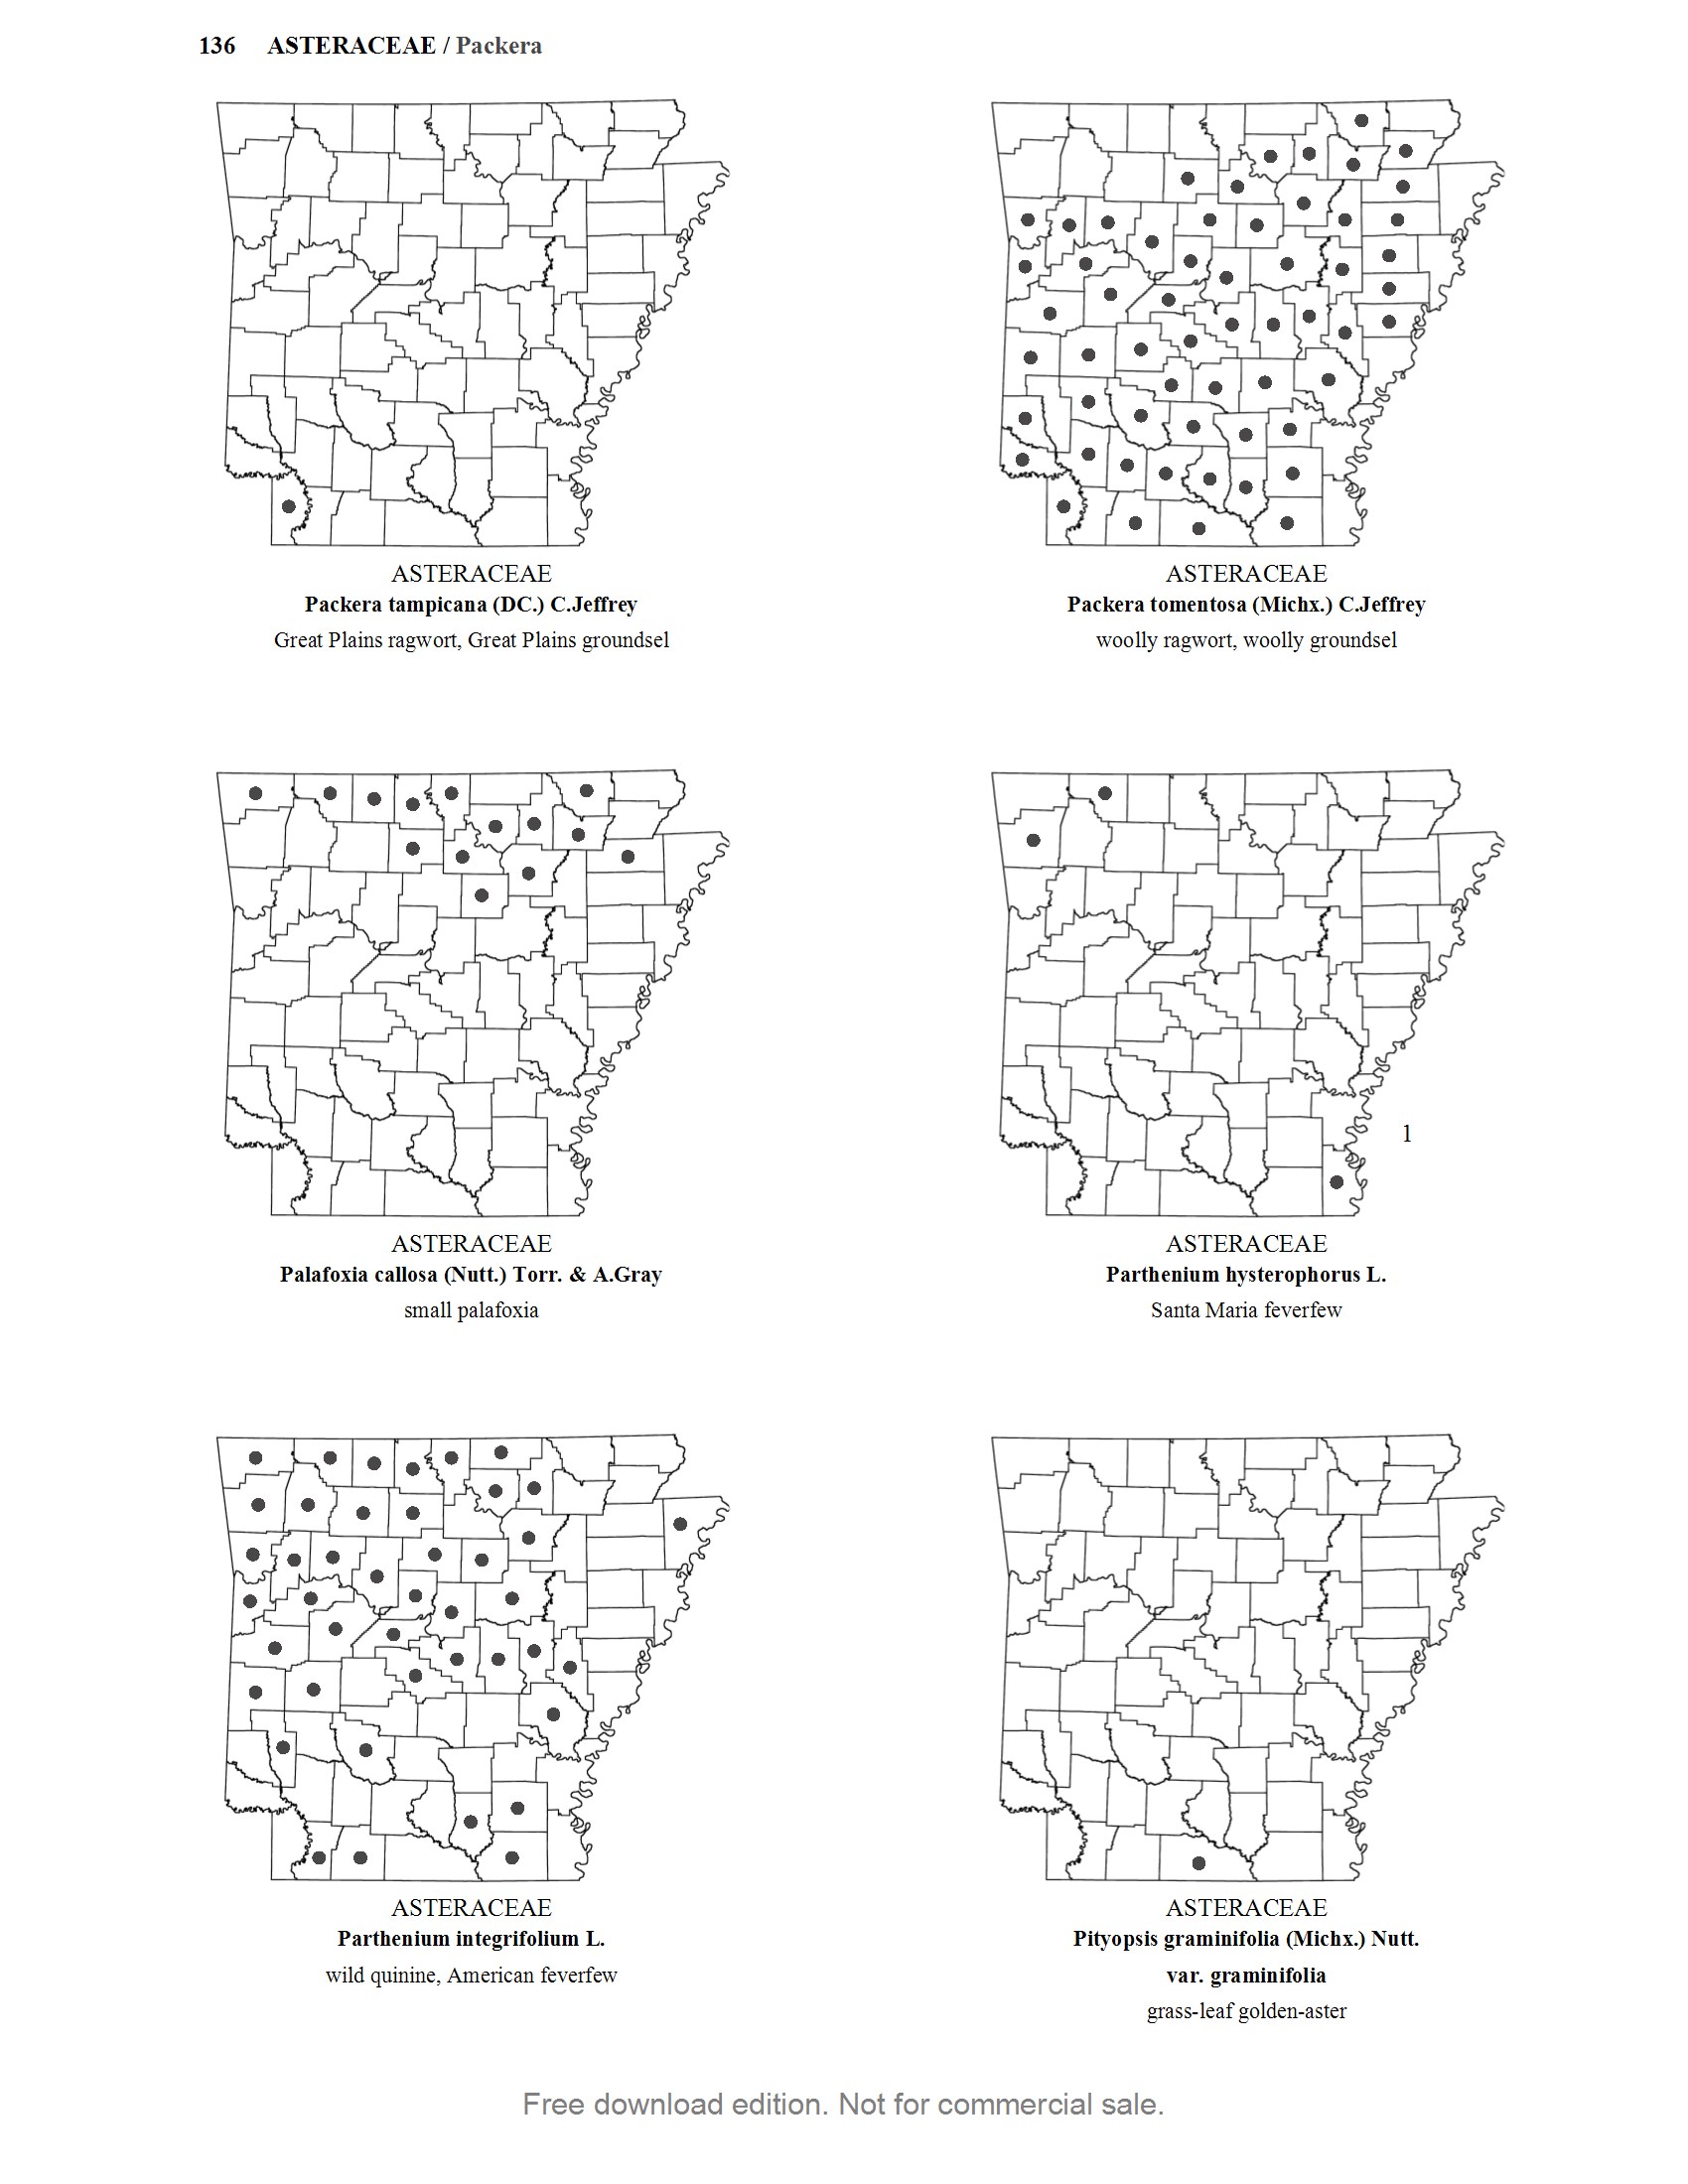 136 ASTERACEAE / Packera
ASTERACEAE
Packera tampicana (DC.) C.Jeffrey
Great Plains ragwort, Great Plains groundsel
ASTERACEAE
Packera tomentosa (Michx.) C.Jeffrey
woolly ragwort, woolly groundsel
ASTERACEAE
Palafoxia callosa (Nutt.) Torr. & A.Gray
small palafoxia
1
ASTERACEAE
Parthenium hysterophorus L.
Santa Maria feverfew
ASTERACEAE
Parthenium integrifolium L.
wild quinine, American feverfew
ASTERACEAE
Pityopsis graminifolia (Michx.) Nutt.
var. graminifolia
grass-leaf golden-aster
Free download edition. Not for commercial sale.